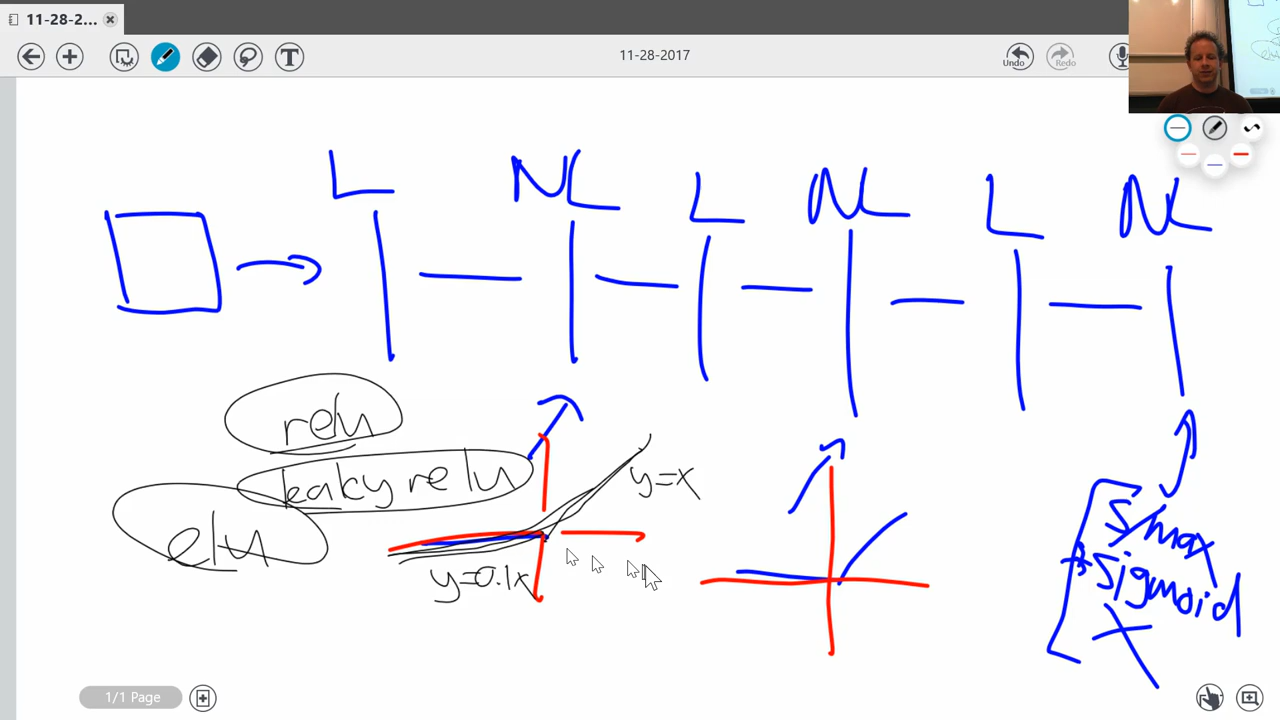 11-28-2...
11-28-2017
Undo
Redo
L NL L NL L NL
relu
leaky relu
elu
y=x
y=0.1x
S/max
sigmoid
X
1/1 Page